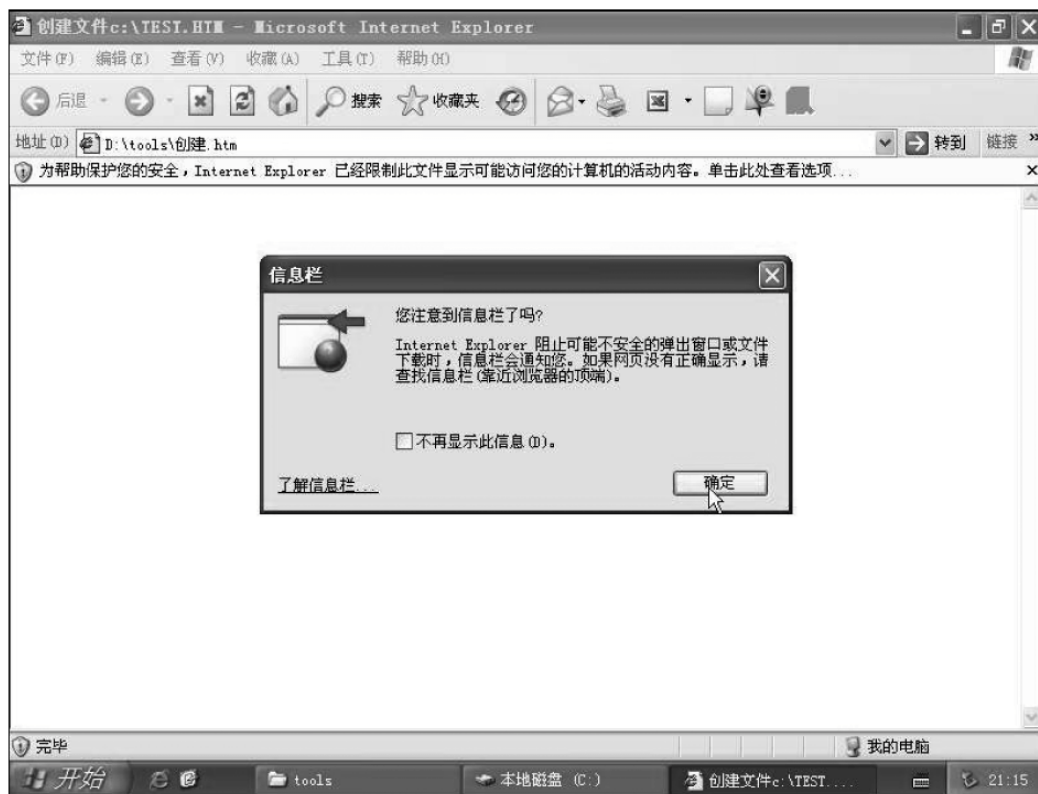 创建文件c:\TEST.HTM - Microsoft Internet Explorer
文件(F) 编辑(E) 查看(V) 收藏(A) 工具(T) 帮助(H)
后退 搜索 收藏夹
地址(D) D:\tools\创建.htm 转到 链接 »
为帮助保护您的安全，Internet Explorer 已经限制此文件显示可能访问您的计算机的活动内容。单击此处查看选项...
信息栏
您注意到信息栏了吗?
Internet Explorer 阻止可能不安全的弹出窗口或文件
下载时，信息栏会通知您。如果网页没有正确显示，请
查找信息栏(靠近浏览器的顶端)。
不再显示此信息(D)。
了解信息栏...
确定
完毕 我的电脑
开始 tools 本地磁盘 (C:) 创建文件c:\TEST.... 21:15